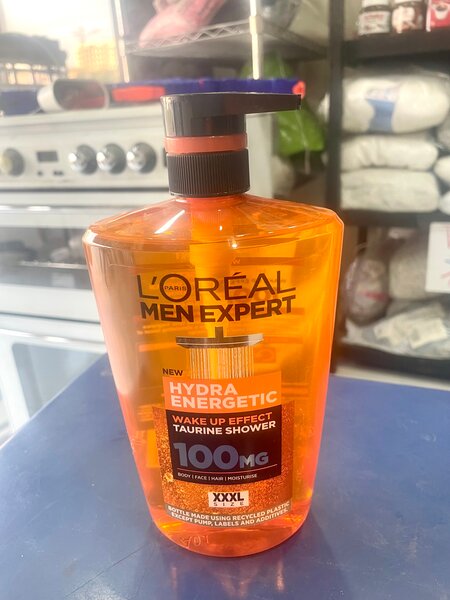 L'ORÉAL
PARIS
MEN EXPERT
NEW
HYDRA
ENERGETIC
WAKE UP EFFECT
TAURINE SHOWER
100MG
BODY | FACE | HAIR | MOISTURISE
XXXL
SIZE
BOTTLE MADE USING RECYCLED PLASTIC
EXCEPT PUMP, LABELS AND ADDITIVES.